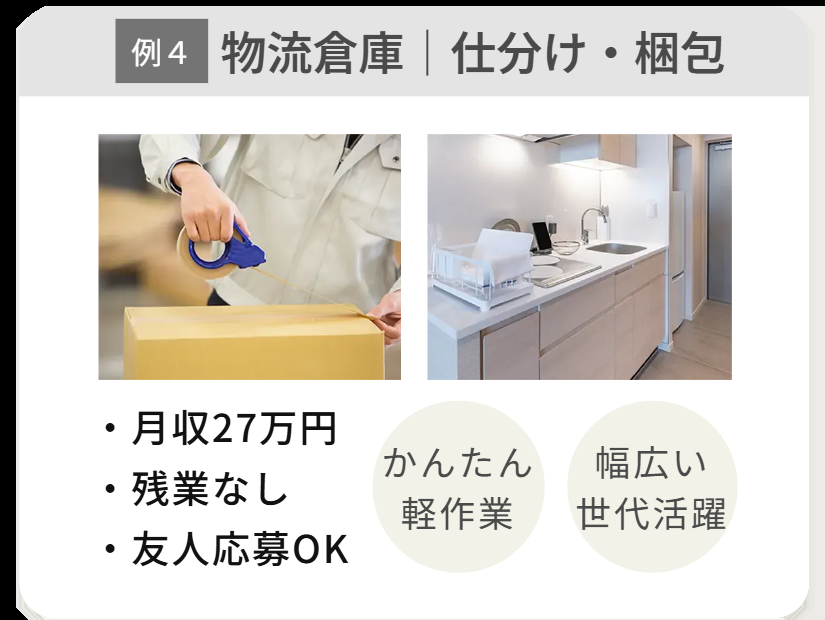 例4 物流倉庫｜仕分け・梱包
・月収27万円
・残業なし
・友人応募OK
かんたん
軽作業
幅広い
世代活躍